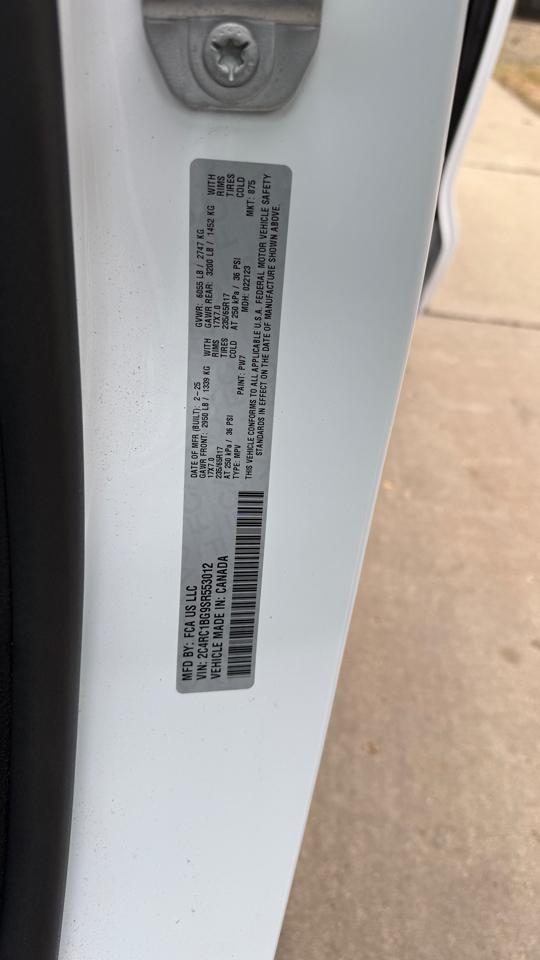 MFD BY: FCA US LLC
VIN: 2C4RC1BG9SR553012
VEHICLE MADE IN: CANADA
DATE OF MFR (BUILT): 2-25
GAWR FRONT: 2950 LB / 1339 KG WITH
17X7.0 RIMS
235/65R17 TIRES
AT 250 kPa / 36 PSI COLD
TYPE: MPV PAINT: PW7
GVWR: 6055 LB / 2747 KG
GAWR REAR: 3200 LB / 1452 KG WITH
17X7.0 RIMS
235/65R17 TIRES
AT 250 kPa / 36 PSI COLD
MDH: 022123 MKT: 875
THIS VEHICLE CONFORMS TO ALL APPLICABLE U.S.A. FEDERAL MOTOR VEHICLE SAFETY
STANDARDS IN EFFECT ON THE DATE OF MANUFACTURE SHOWN ABOVE.